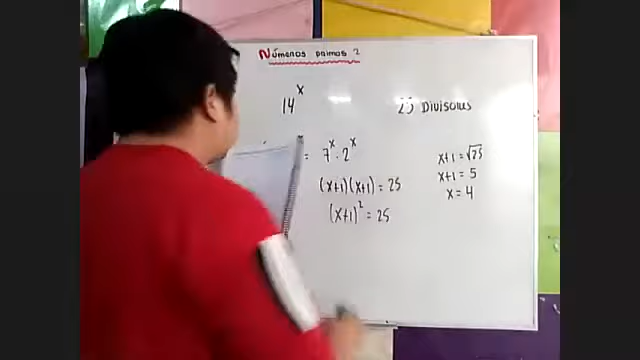 Números primos 2
14^x
25 Divisores
= 7^x · 2^x
(x+1)(x+1) = 25
(x+1)^2 = 25
x+1 = √25
x+1 = 5
x = 4